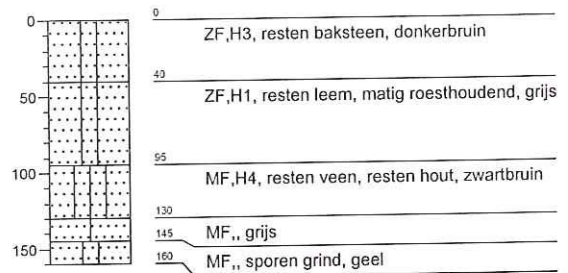 0
0
ZF,H3, resten baksteen, donkerbruin
40
50
ZF,H1, resten leem, matig roesthoudend, grijs
95
100
MF,H4, resten veen, resten hout, zwartbruin
130
145
MF,, grijs
150
160
MF,, sporen grind, geel